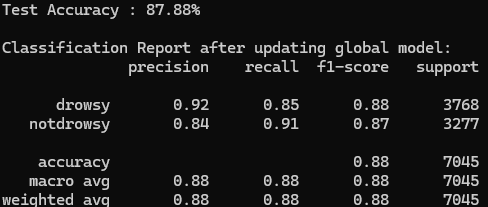 Test Accuracy : 87.88%
Classification Report after updating global model:
precision recall f1-score support
drowsy 0.92 0.85 0.88 3768
notdrowsy 0.84 0.91 0.87 3277
accuracy 0.88 7045
macro avg 0.88 0.88 0.88 7045
weighted avg 0.88 0.88 0.88 7045